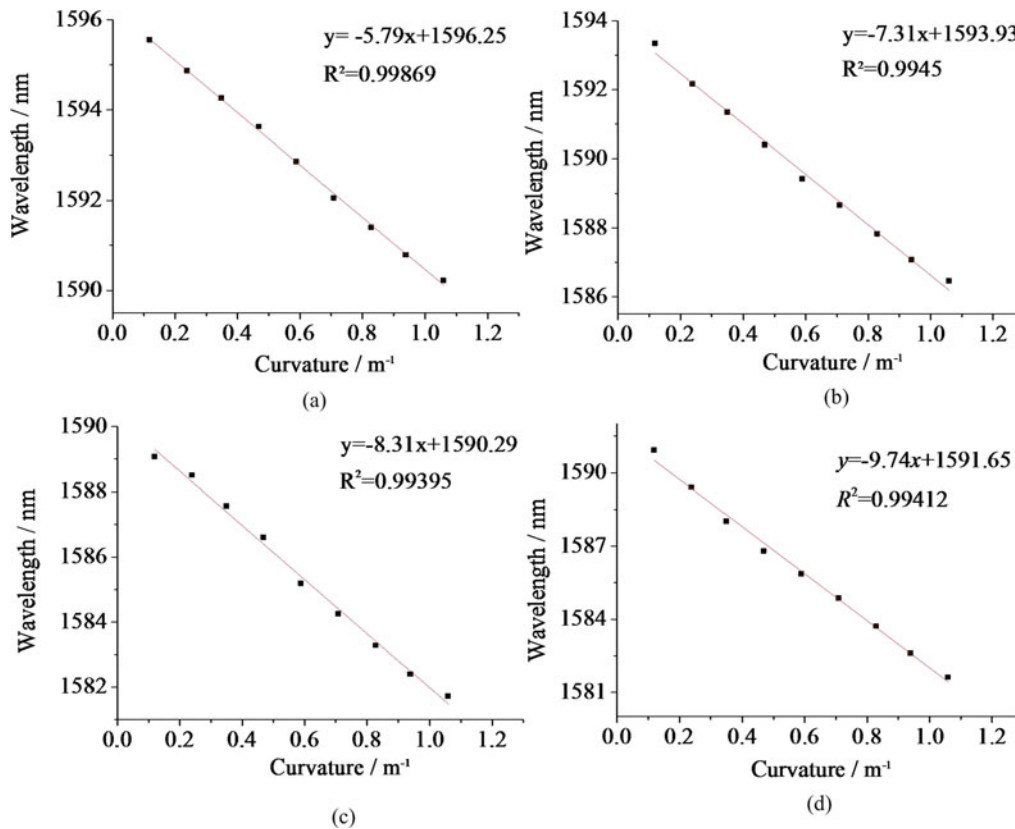 1596
1594
1592
1590
Wavelength / nm
y= -5.79x+1596.25
R²=0.99869
0.0 0.2 0.4 0.6 0.8 1.0 1.2
Curvature / m⁻¹
(a)
1594
1592
1590
1588
1586
Wavelength / nm
y=-7.31x+1593.93
R²=0.9945
0.0 0.2 0.4 0.6 0.8 1.0 1.2
Curvature / m⁻¹
(b)
1590
1588
1586
1584
1582
Wavelength / nm
y=-8.31x+1590.29
R²=0.99395
0.0 0.2 0.4 0.6 0.8 1.0 1.2
Curvature / m⁻¹
(c)
1590
1587
1584
1581
Wavelength / nm
y=-9.74x+1591.65
R²=0.99412
0.0 0.2 0.4 0.6 0.8 1.0 1.2
Curvature / m⁻¹
(d)